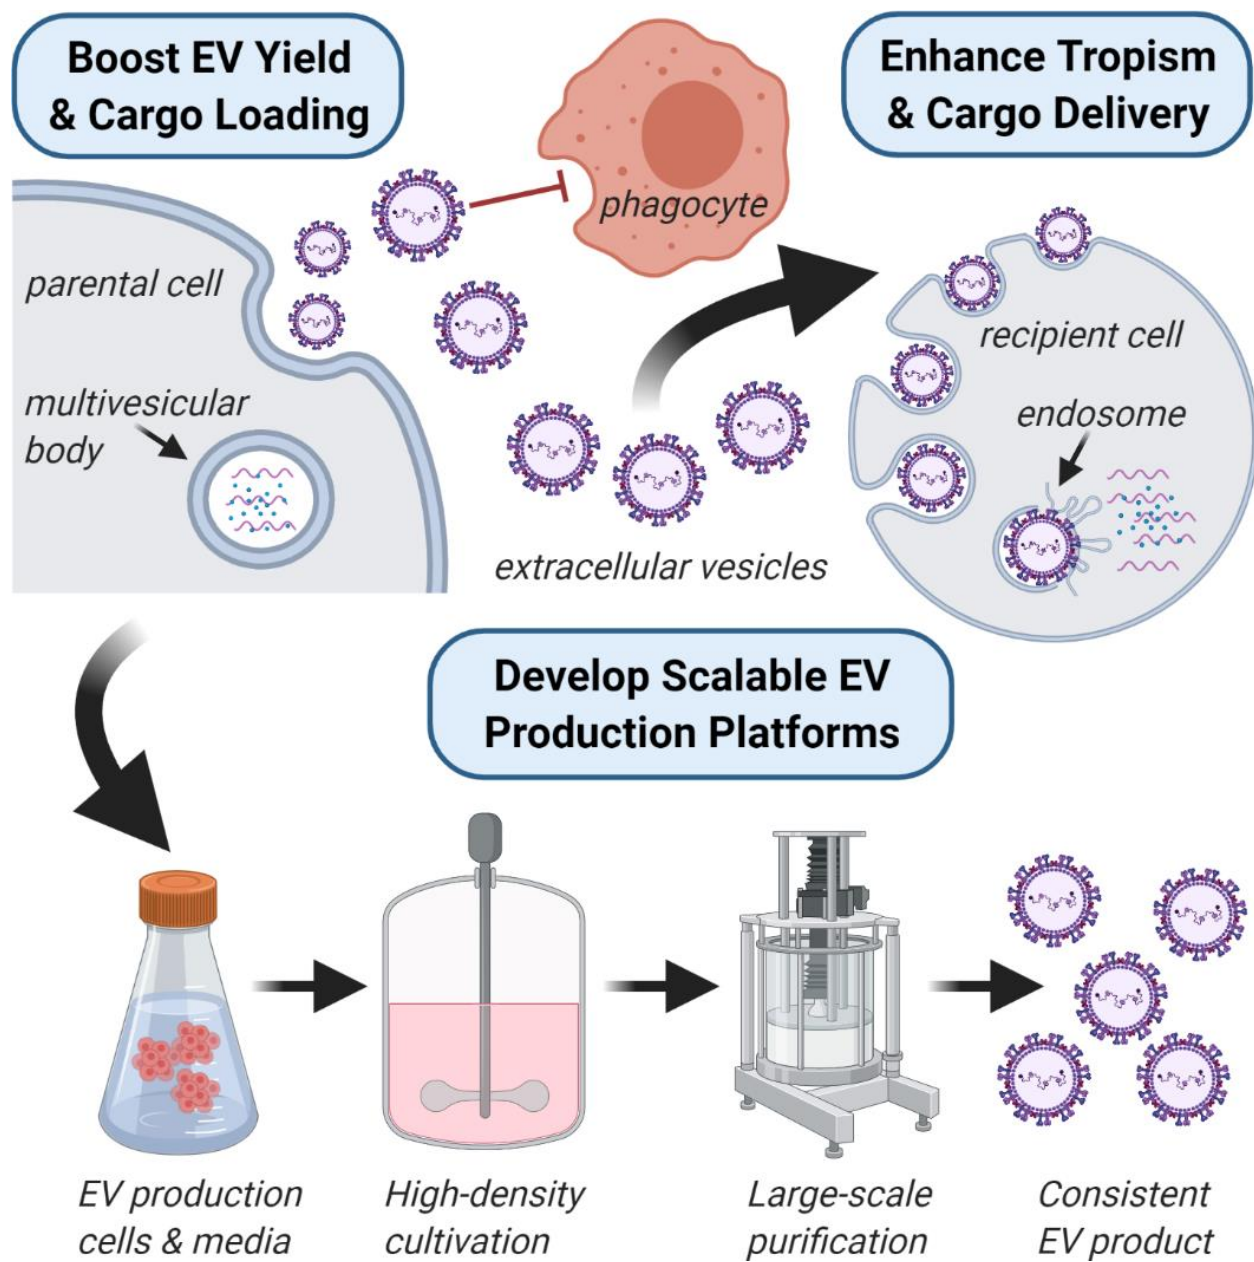 Boost EV Yield
& Cargo Loading
Enhance Tropism
& Cargo Delivery
phagocyte
parental cell
recipient cell
multivesicular
body
endosome
extracellular vesicles
Develop Scalable EV
Production Platforms
EV production
cells & media
High-density
cultivation
Large-scale
purification
Consistent
EV product